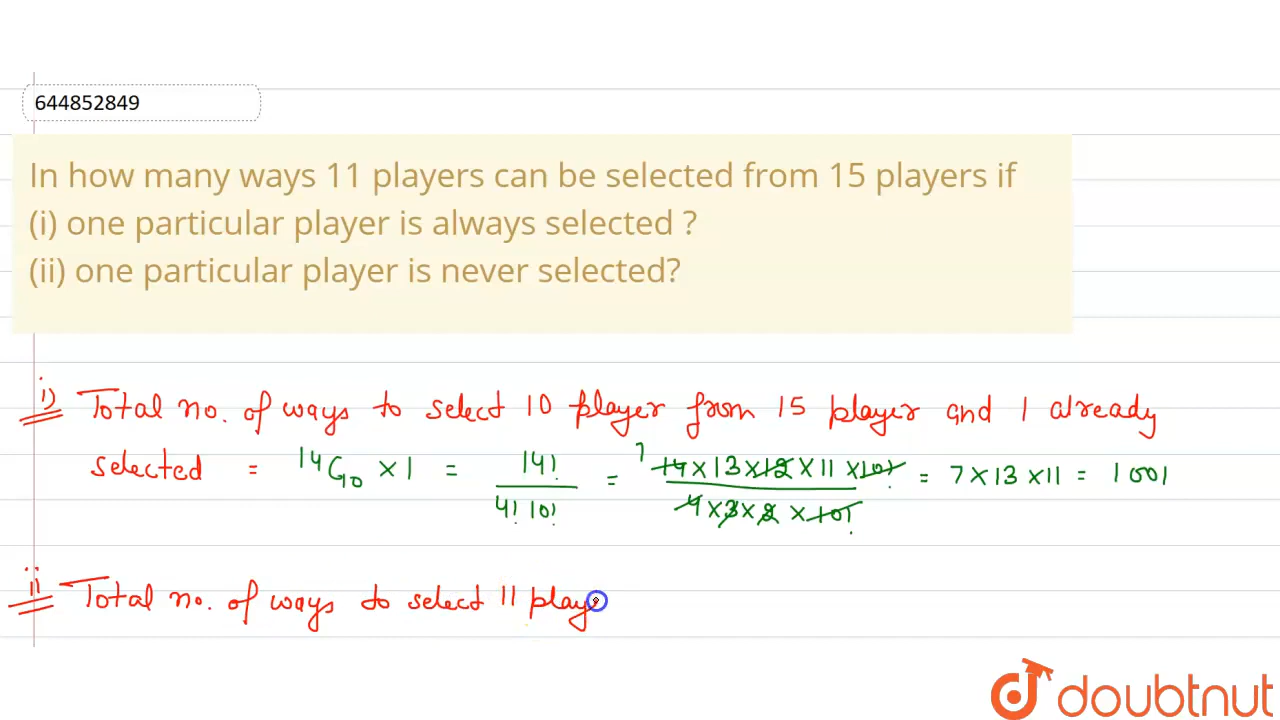 644852849
In how many ways 11 players can be selected from 15 players if
(i) one particular player is always selected ?
(ii) one particular player is never selected?
i) Total no. of ways to select 10 player from 15 player and 1 already
selected = ¹⁴C₁₀ × 1 = 14! / 4! 10! = 7 14 × 13 × 12 × 11 × 10! / 4 × 3 × 2 × 10! = 7 × 13 × 11 = 1001
ii) Total no. of ways to select 11 playe
doubtnut